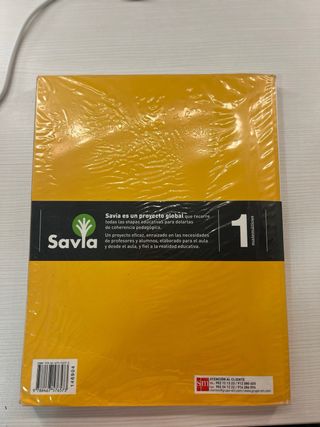 Savia
Savia es un proyecto global que recorre
todas las etapas educativas para dotarlas
de coherencia pedagógica.
Un proyecto eficaz, enraizado en las necesidades
de profesores y alumnos, elaborado para el aula
y desde el aula, y fiel a la realidad educativa.
1
BACHILLERATO
148904
sm
ATENCIÓN AL CLIENTE